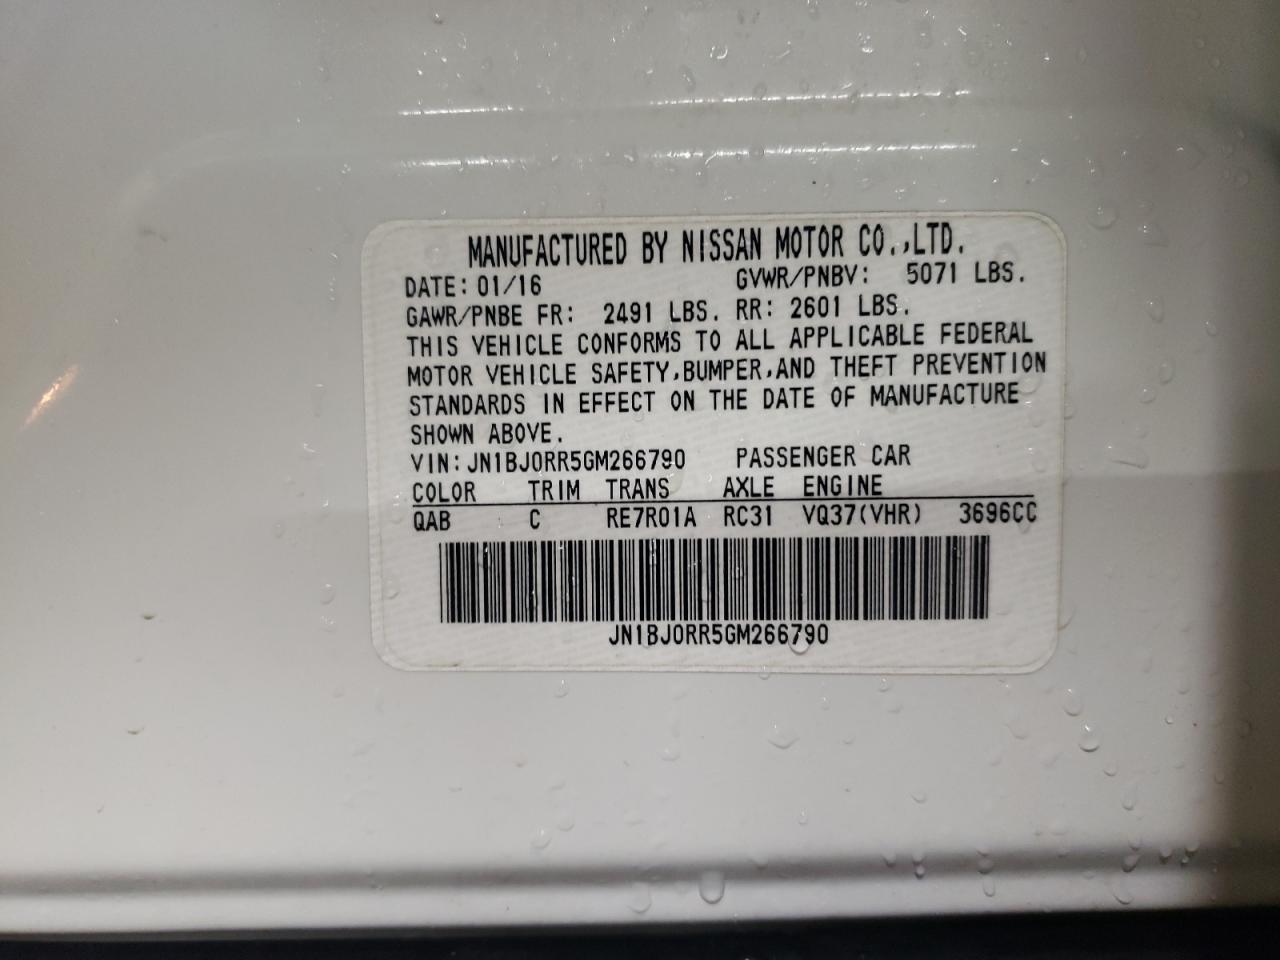 MANUFACTURED BY NISSAN MOTOR CO.,LTD.
DATE: 01/16 GVWR/PNBV: 5071 LBS.
GAWR/PNBE FR: 2491 LBS. RR: 2601 LBS.
THIS VEHICLE CONFORMS TO ALL APPLICABLE FEDERAL
MOTOR VEHICLE SAFETY,BUMPER,AND THEFT PREVENTION
STANDARDS IN EFFECT ON THE DATE OF MANUFACTURE
SHOWN ABOVE.
VIN: JN1BJ0RR5GM266790 PASSENGER CAR
COLOR TRIM TRANS AXLE ENGINE
QAB C RE7R01A RC31 VQ37(VHR) 3696CC
JN1BJ0RR5GM266790